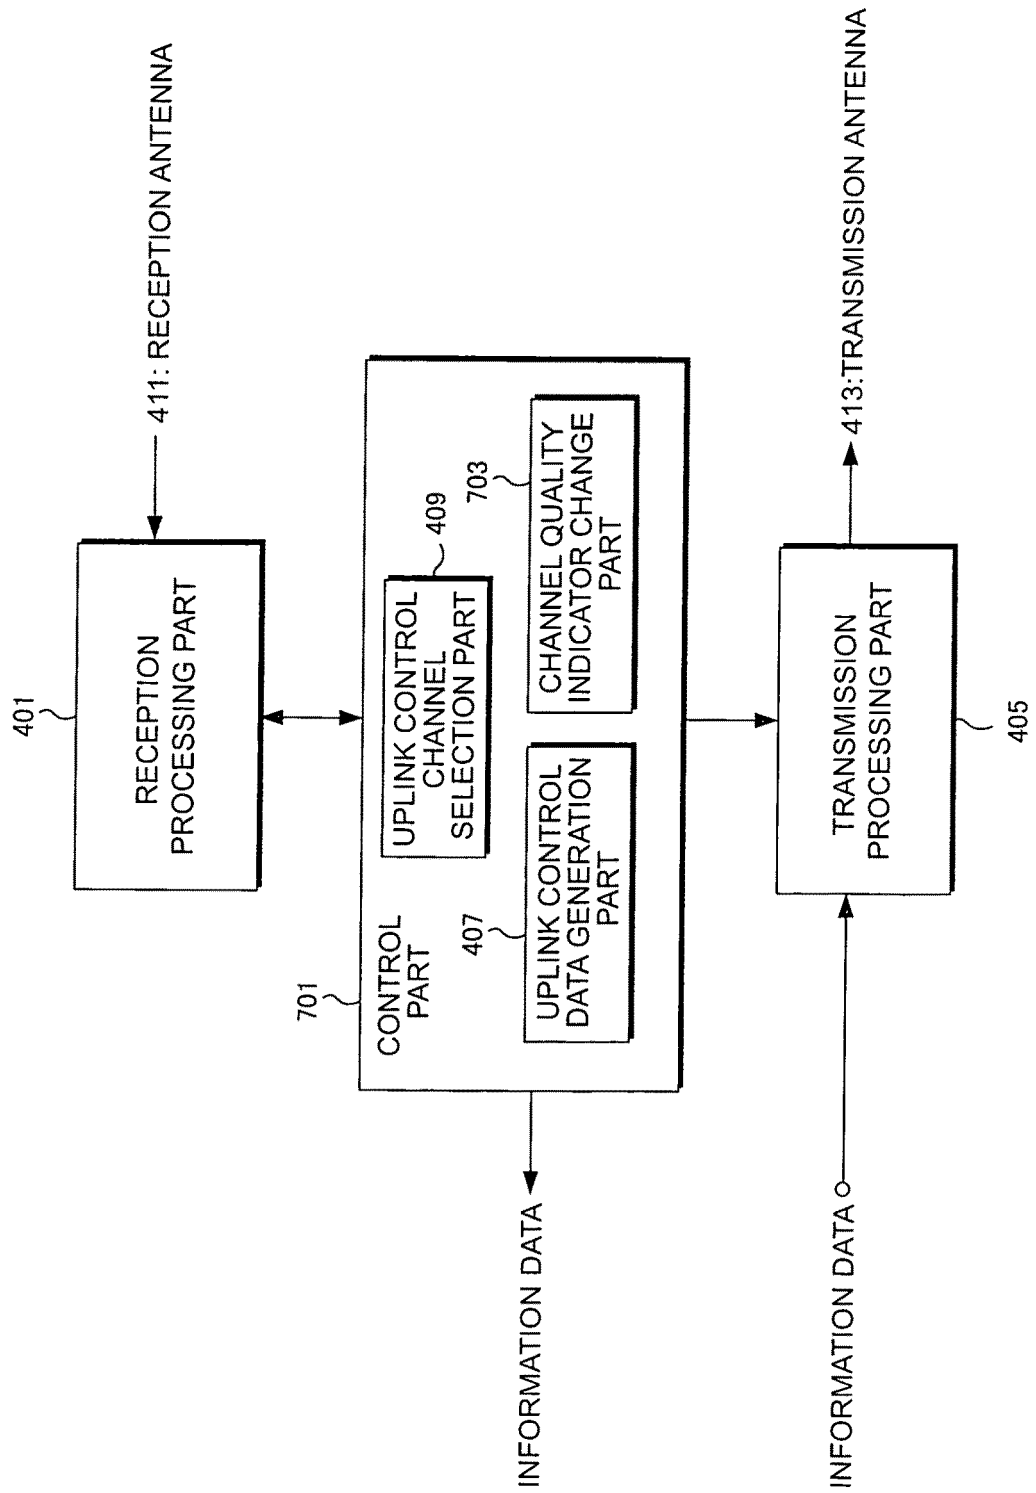 411: RECEPTION ANTENNA
401
RECEPTION
PROCESSING PART
701
CONTROL
PART
UPLINK CONTROL
CHANNEL
SELECTION PART
409
407
UPLINK CONTROL
DATA GENERATION
PART
703
CHANNEL QUALITY
INDICATOR CHANGE
PART
INFORMATION DATA
413:TRANSMISSION ANTENNA
TRANSMISSION
PROCESSING PART
405
INFORMATION DATA